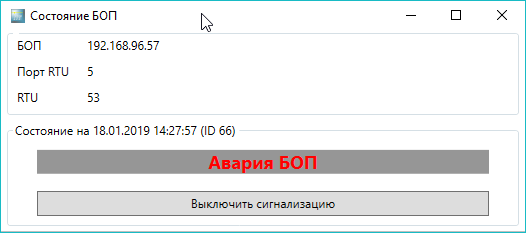 Состояние БОП
БОП 192.168.96.57
Порт RTU 5
RTU 53
Состояние на 18.01.2019 14:27:57 (ID 66)
Авария БОП
Выключить сигнализацию